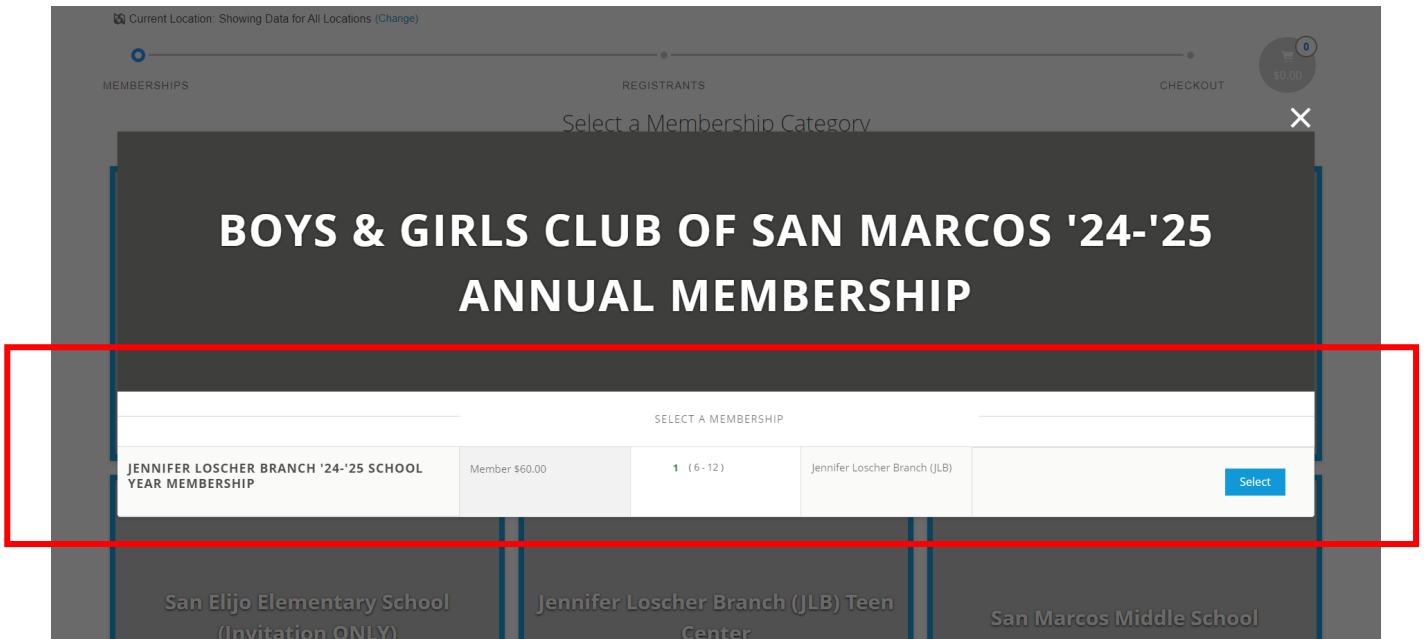 Current Location: Showing Data for All Locations (Change)
0
$0.00
MEMBERSHIPS
REGISTRANTS
CHECKOUT
Select a Membership Category
BOYS & GIRLS CLUB OF SAN MARCOS '24-'25
ANNUAL MEMBERSHIP
SELECT A MEMBERSHIP
JENNIFER LOSCHER BRANCH '24-'25 SCHOOL
YEAR MEMBERSHIP
Member $60.00
1 (6-12)
Jennifer Loscher Branch (JLB)
Select
San Elijo Elementary School
(Invitation ONLY)
Jennifer Loscher Branch (JLB) Teen
Center
San Marcos Middle School